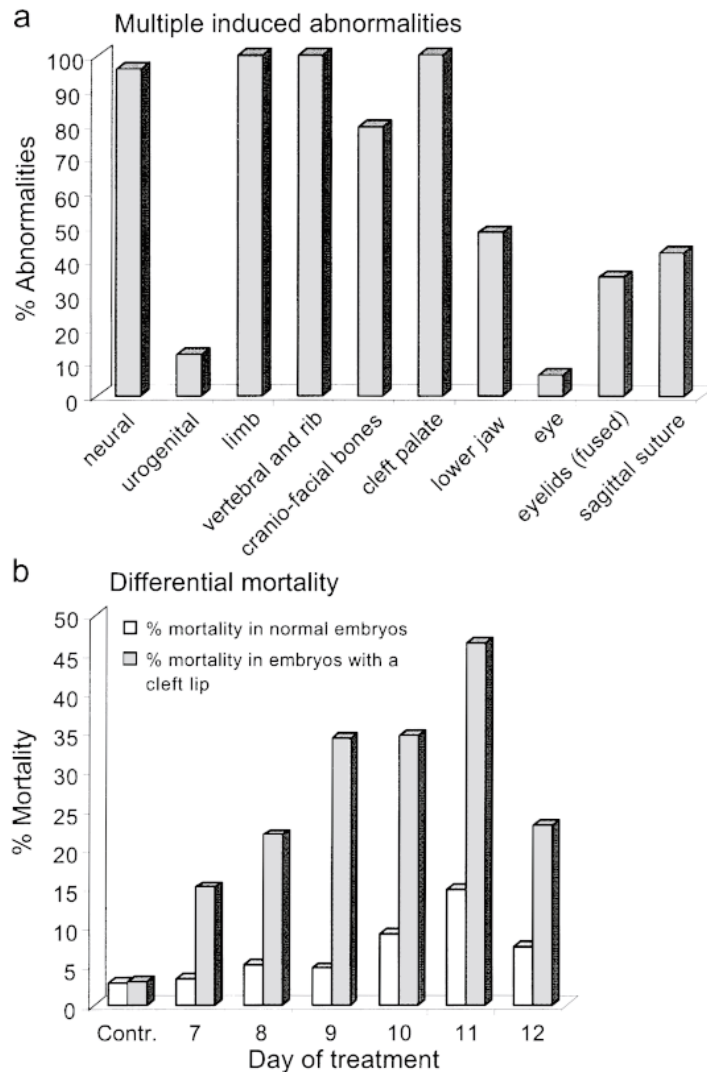 a
Multiple induced abnormalities
% Abnormalities
100
90
80
70
60
50
40
30
20
10
0
neural
urogenital
limb
vertebral and rib
cranio-facial bones
cleft palate
lower jaw
eye
eyelids (fused)
sagittal suture
b
Differential mortality
% Mortality
50
45
40
35
30
25
20
15
10
5
0
% mortality in normal embryos
% mortality in embryos with a
cleft lip
Contr. 7 8 9 10 11 12
Day of treatment